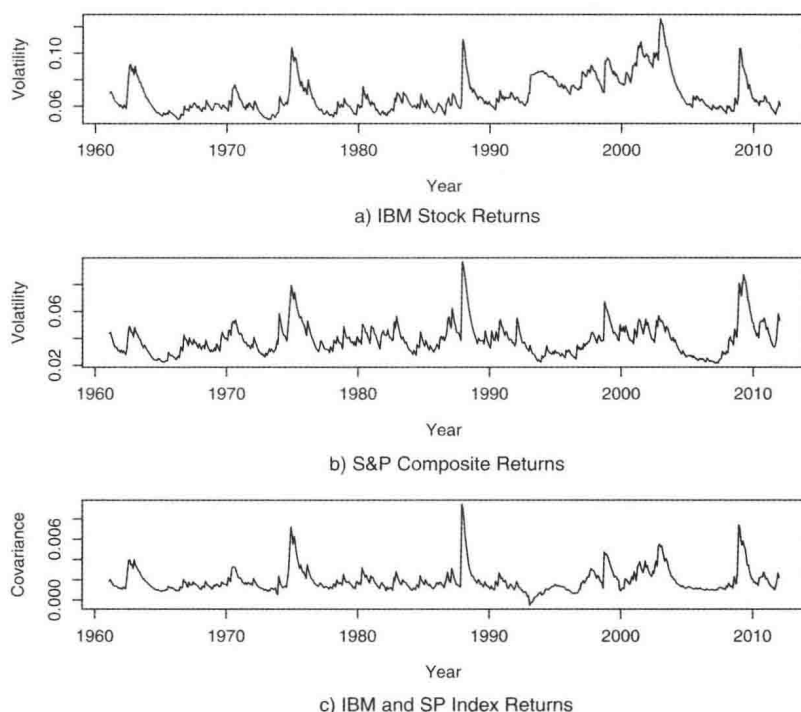 Volatility
0.10
0.06
1960 1970 1980 1990 2000 2010
Year
a) IBM Stock Returns
Volatility
0.06
0.02
1960 1970 1980 1990 2000 2010
Year
b) S&P Composite Returns
Covariance
0.006
0.000
1960 1970 1980 1990 2000 2010
Year
c) IBM and SP Index Returns